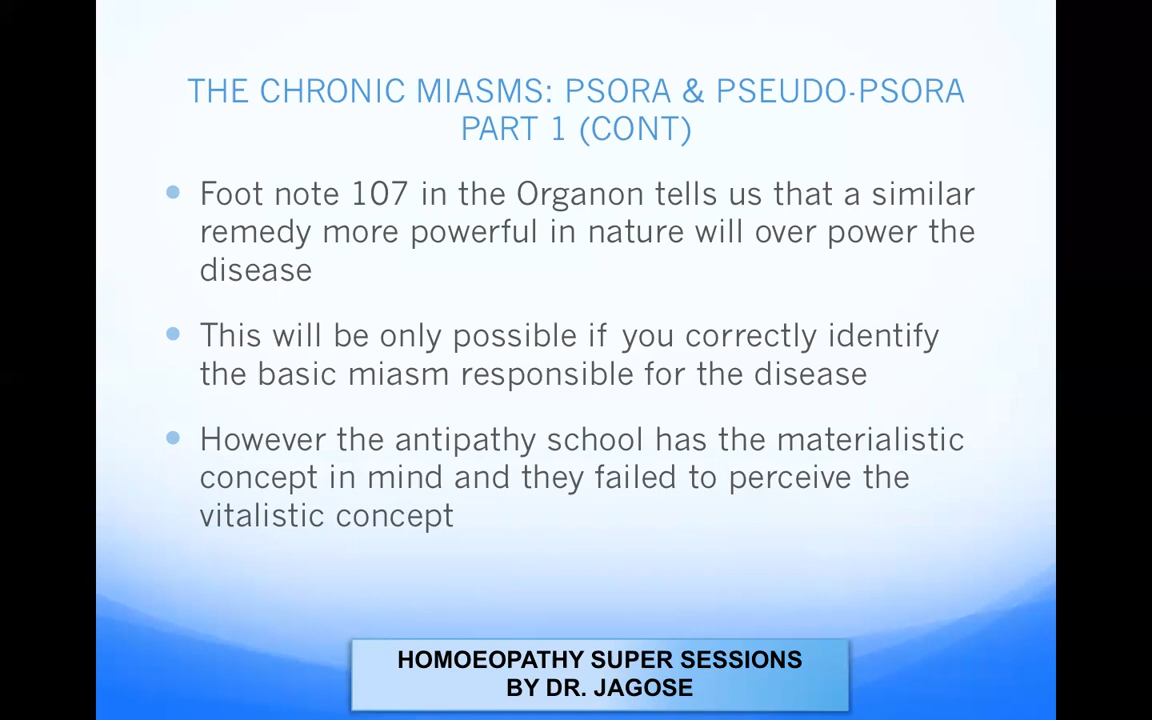 THE CHRONIC MIASMS: PSORA & PSEUDO-PSORA
PART 1 (CONT)
• Foot note 107 in the Organon tells us that a similar
remedy more powerful in nature will over power the
disease
• This will be only possible if you correctly identify
the basic miasm responsible for the disease
• However the antipathy school has the materialistic
concept in mind and they failed to perceive the
vitalistic concept
HOMOEOPATHY SUPER SESSIONS
BY DR. JAGOSE